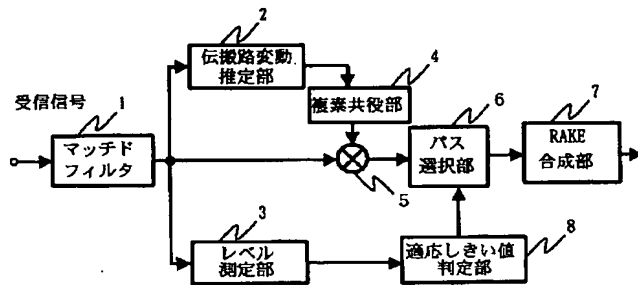 2
伝搬路変動
推定部
4
複素共役部
受信信号
1
マッチド
フィルタ
5
6
パス
選択部
7
RAKE
合成部
3
レベル
測定部
8
適応しきい値
判定部